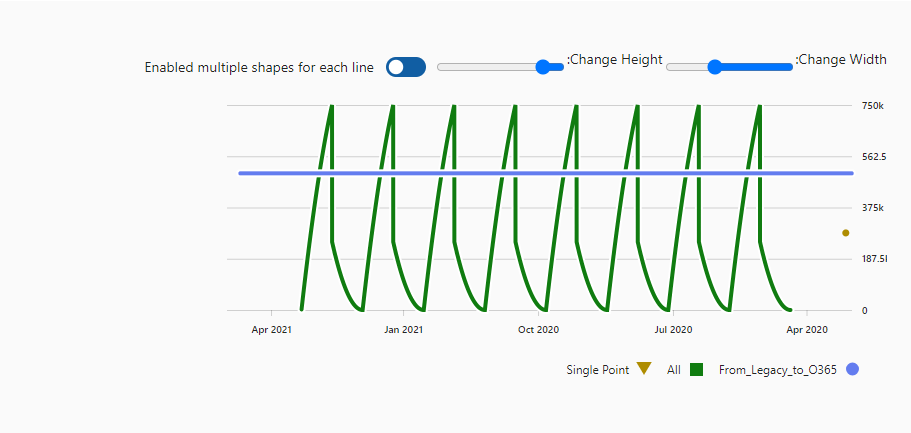 Enabled multiple shapes for each line
:Change Height
:Change Width
750k
562.5
375k
187.5l
0
Apr 2021 Jan 2021 Oct 2020 Jul 2020 Apr 2020
Single Point All From_Legacy_to_O365